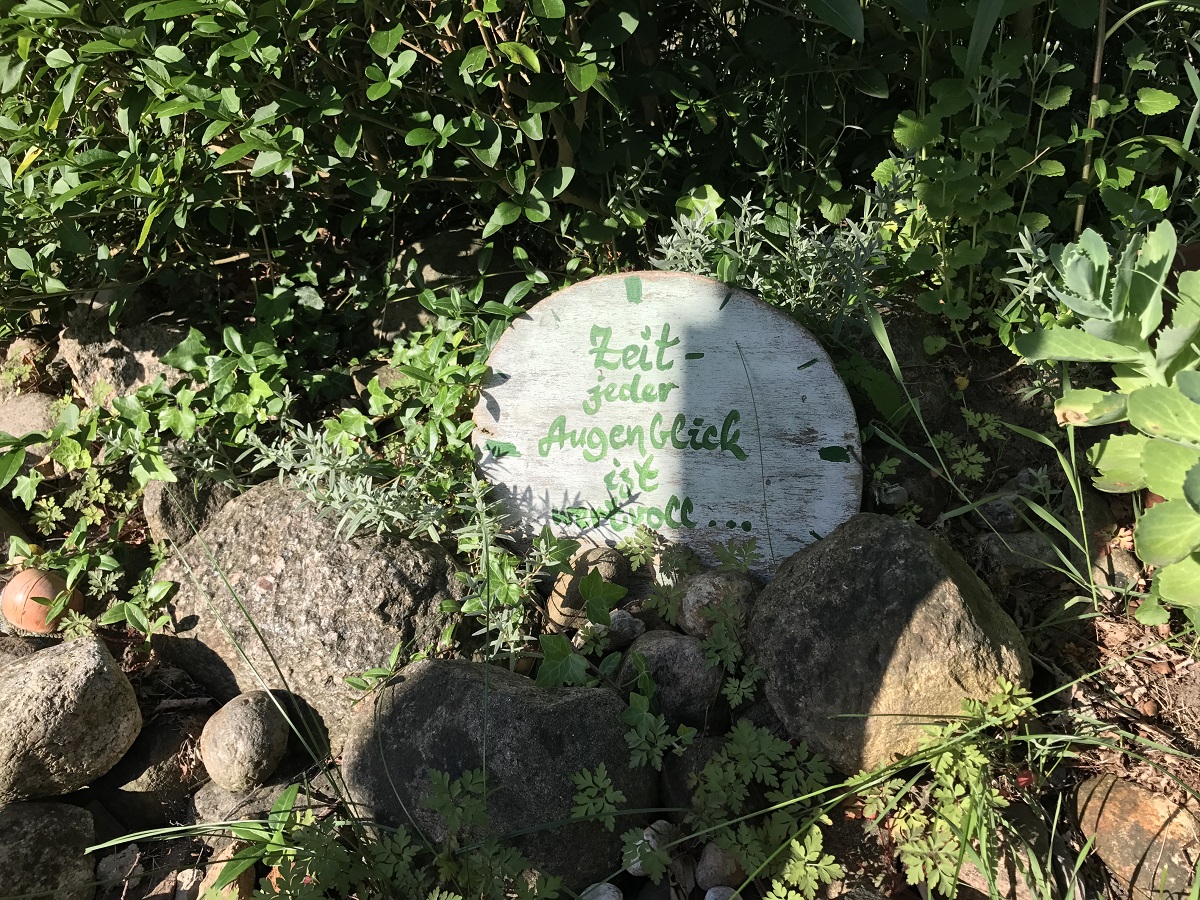 Zeit-
jeder
Augenblick
ist
wertvoll...